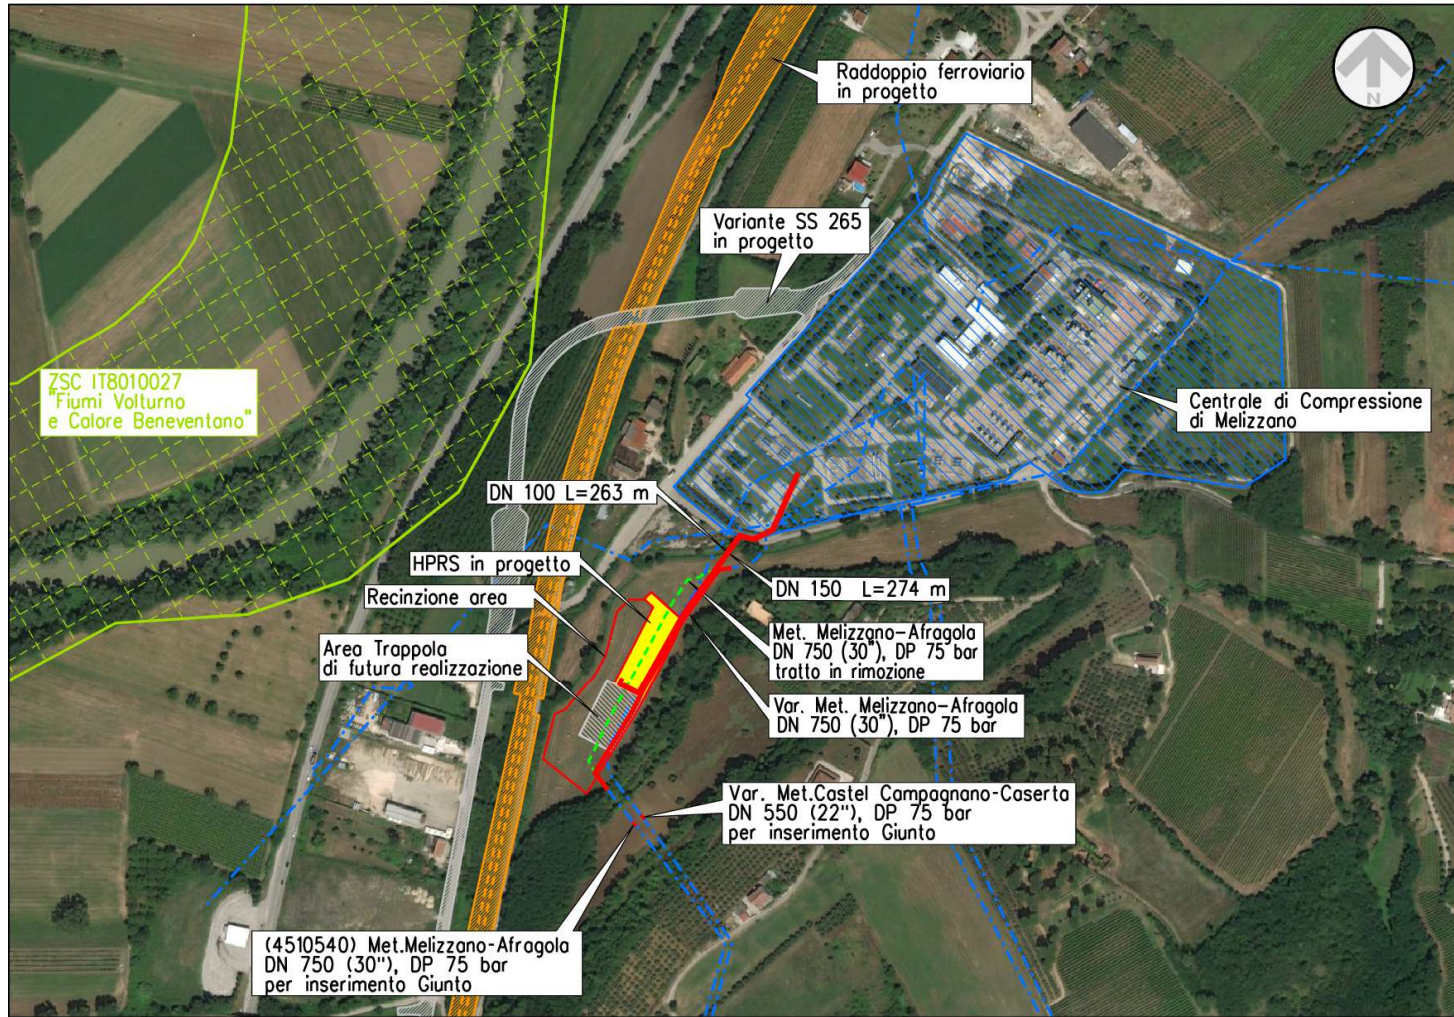 Raddoppio ferroviario
in progetto
N
Variante SS 265
in progetto
ZSC IT8010027
"Fiumi Volturno
e Calore Beneventano"
Centrale di Compressione
di Melizzano
DN 100 L=263 m
HPRS in progetto
DN 150 L=274 m
Recinzione area
Area Trappola
di futura realizzazione
Met. Melizzano-Afragola
DN 750 (30"), DP 75 bar
tratto in rimozione
Var. Met. Melizzano-Afragola
DN 750 (30"), DP 75 bar
Var. Met.Castel Campagnano-Caserta
DN 550 (22"), DP 75 bar
per inserimento Giunto
(4510540) Met.Melizzano-Afragola
DN 750 (30"), DP 75 bar
per inserimento Giunto